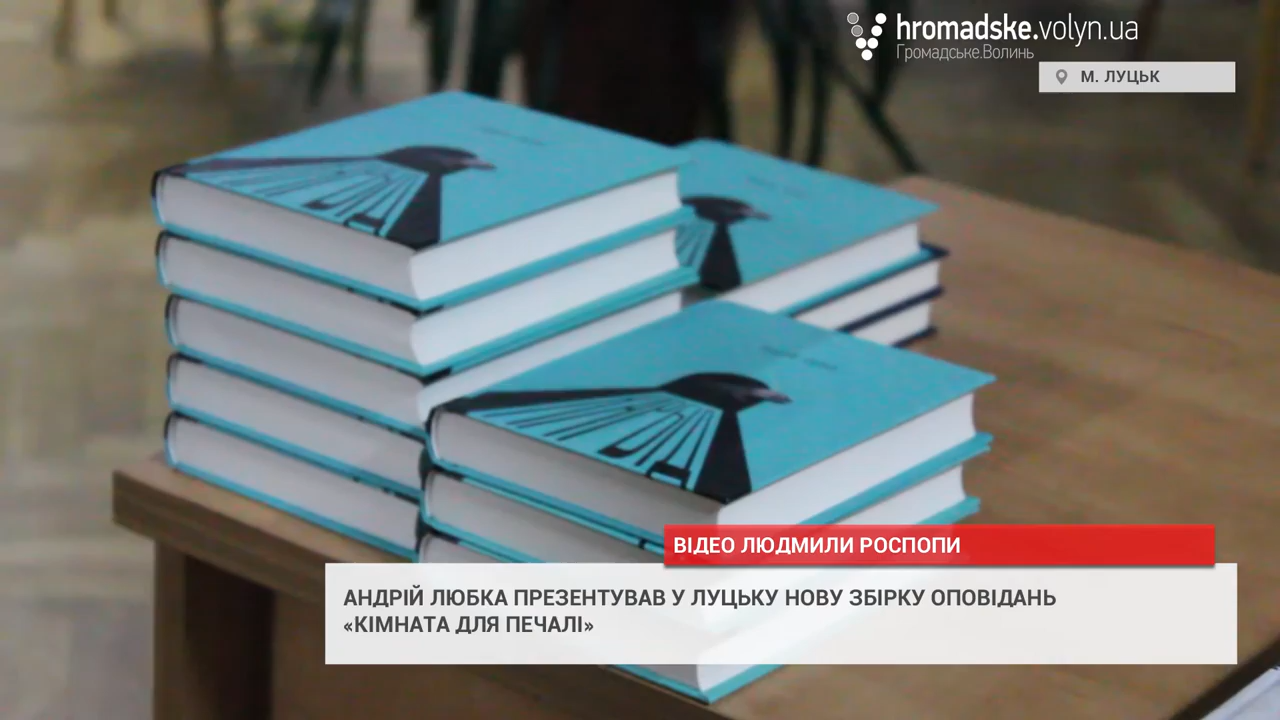 hromadske.volyn.ua
Громадське.Волинь
М. ЛУЦЬК
ВІДЕО ЛЮДМИЛИ РОСПОПИ
АНДРІЙ ЛЮБКА ПРЕЗЕНТУВАВ У ЛУЦЬКУ НОВУ ЗБІРКУ ОПОВІДАНЬ
«КІМНАТА ДЛЯ ПЕЧАЛІ»